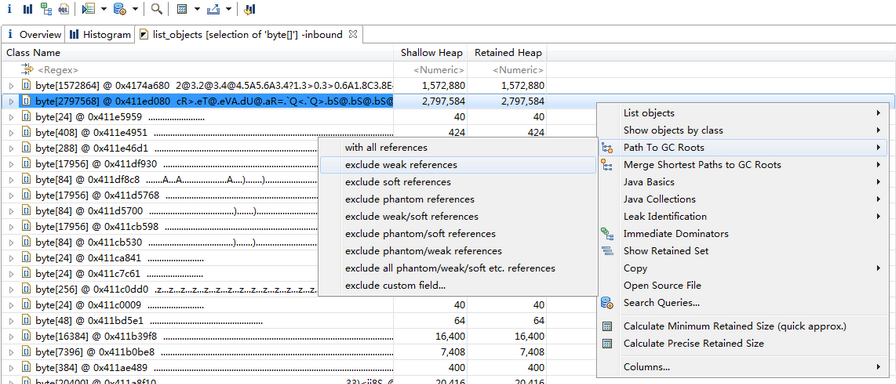 Overview Histogram list_objects [selection of 'byte[]'] -inbound
Class Name Shallow Heap Retained Heap
<Regex> <Numeric> <Numeric>
byte[1572864] @ 0x4174a680 2@3.2@3.4@4.5A5.6A3.4?1.3>0.3>0.6A1.8C3.8E 1,572,880 1,572,880
byte[2797568] @ 0x411ed080 cR>.eT@.eVA.dU@.aR=.`Q<.`Q>.bS@.bS@.bS@ 2,797,584 2,797,584
byte[24] @ 0x411e5959 ........................ 40 40
byte[408] @ 0x411e4951 424 424
byte[288] @ 0x411e46d1
byte[17956] @ 0x411df930
byte[84] @ 0x411df8c8
byte[17956] @ 0x411d5768
byte[84] @ 0x411d5700
byte[17956] @ 0x411cb598
byte[84] @ 0x411cb530
byte[24] @ 0x411ca841
byte[24] @ 0x411c7c61
byte[256] @ 0x411c0dd0
byte[24] @ 0x411c0009 40 40
byte[48] @ 0x411bd5e1 64 64
byte[16384] @ 0x411b39f8 16,400 16,400
byte[7396] @ 0x411b0be8 7,408 7,408
byte[384] @ 0x411ae489 400 400
byte[20400] @ 0x411a8f10 20,416 20,416
with all references
exclude weak references
exclude soft references
exclude phantom references
exclude weak/soft references
exclude phantom/soft references
exclude phantom/weak references
exclude all phantom/weak/soft etc. references
exclude custom field...
List objects
Show objects by class
Path To GC Roots
Merge Shortest Paths to GC Roots
Java Basics
Java Collections
Leak Identification
Immediate Dominators
Show Retained Set
Copy
Open Source File
Search Queries...
Calculate Minimum Retained Size (quick approx.)
Calculate Precise Retained Size
Columns...